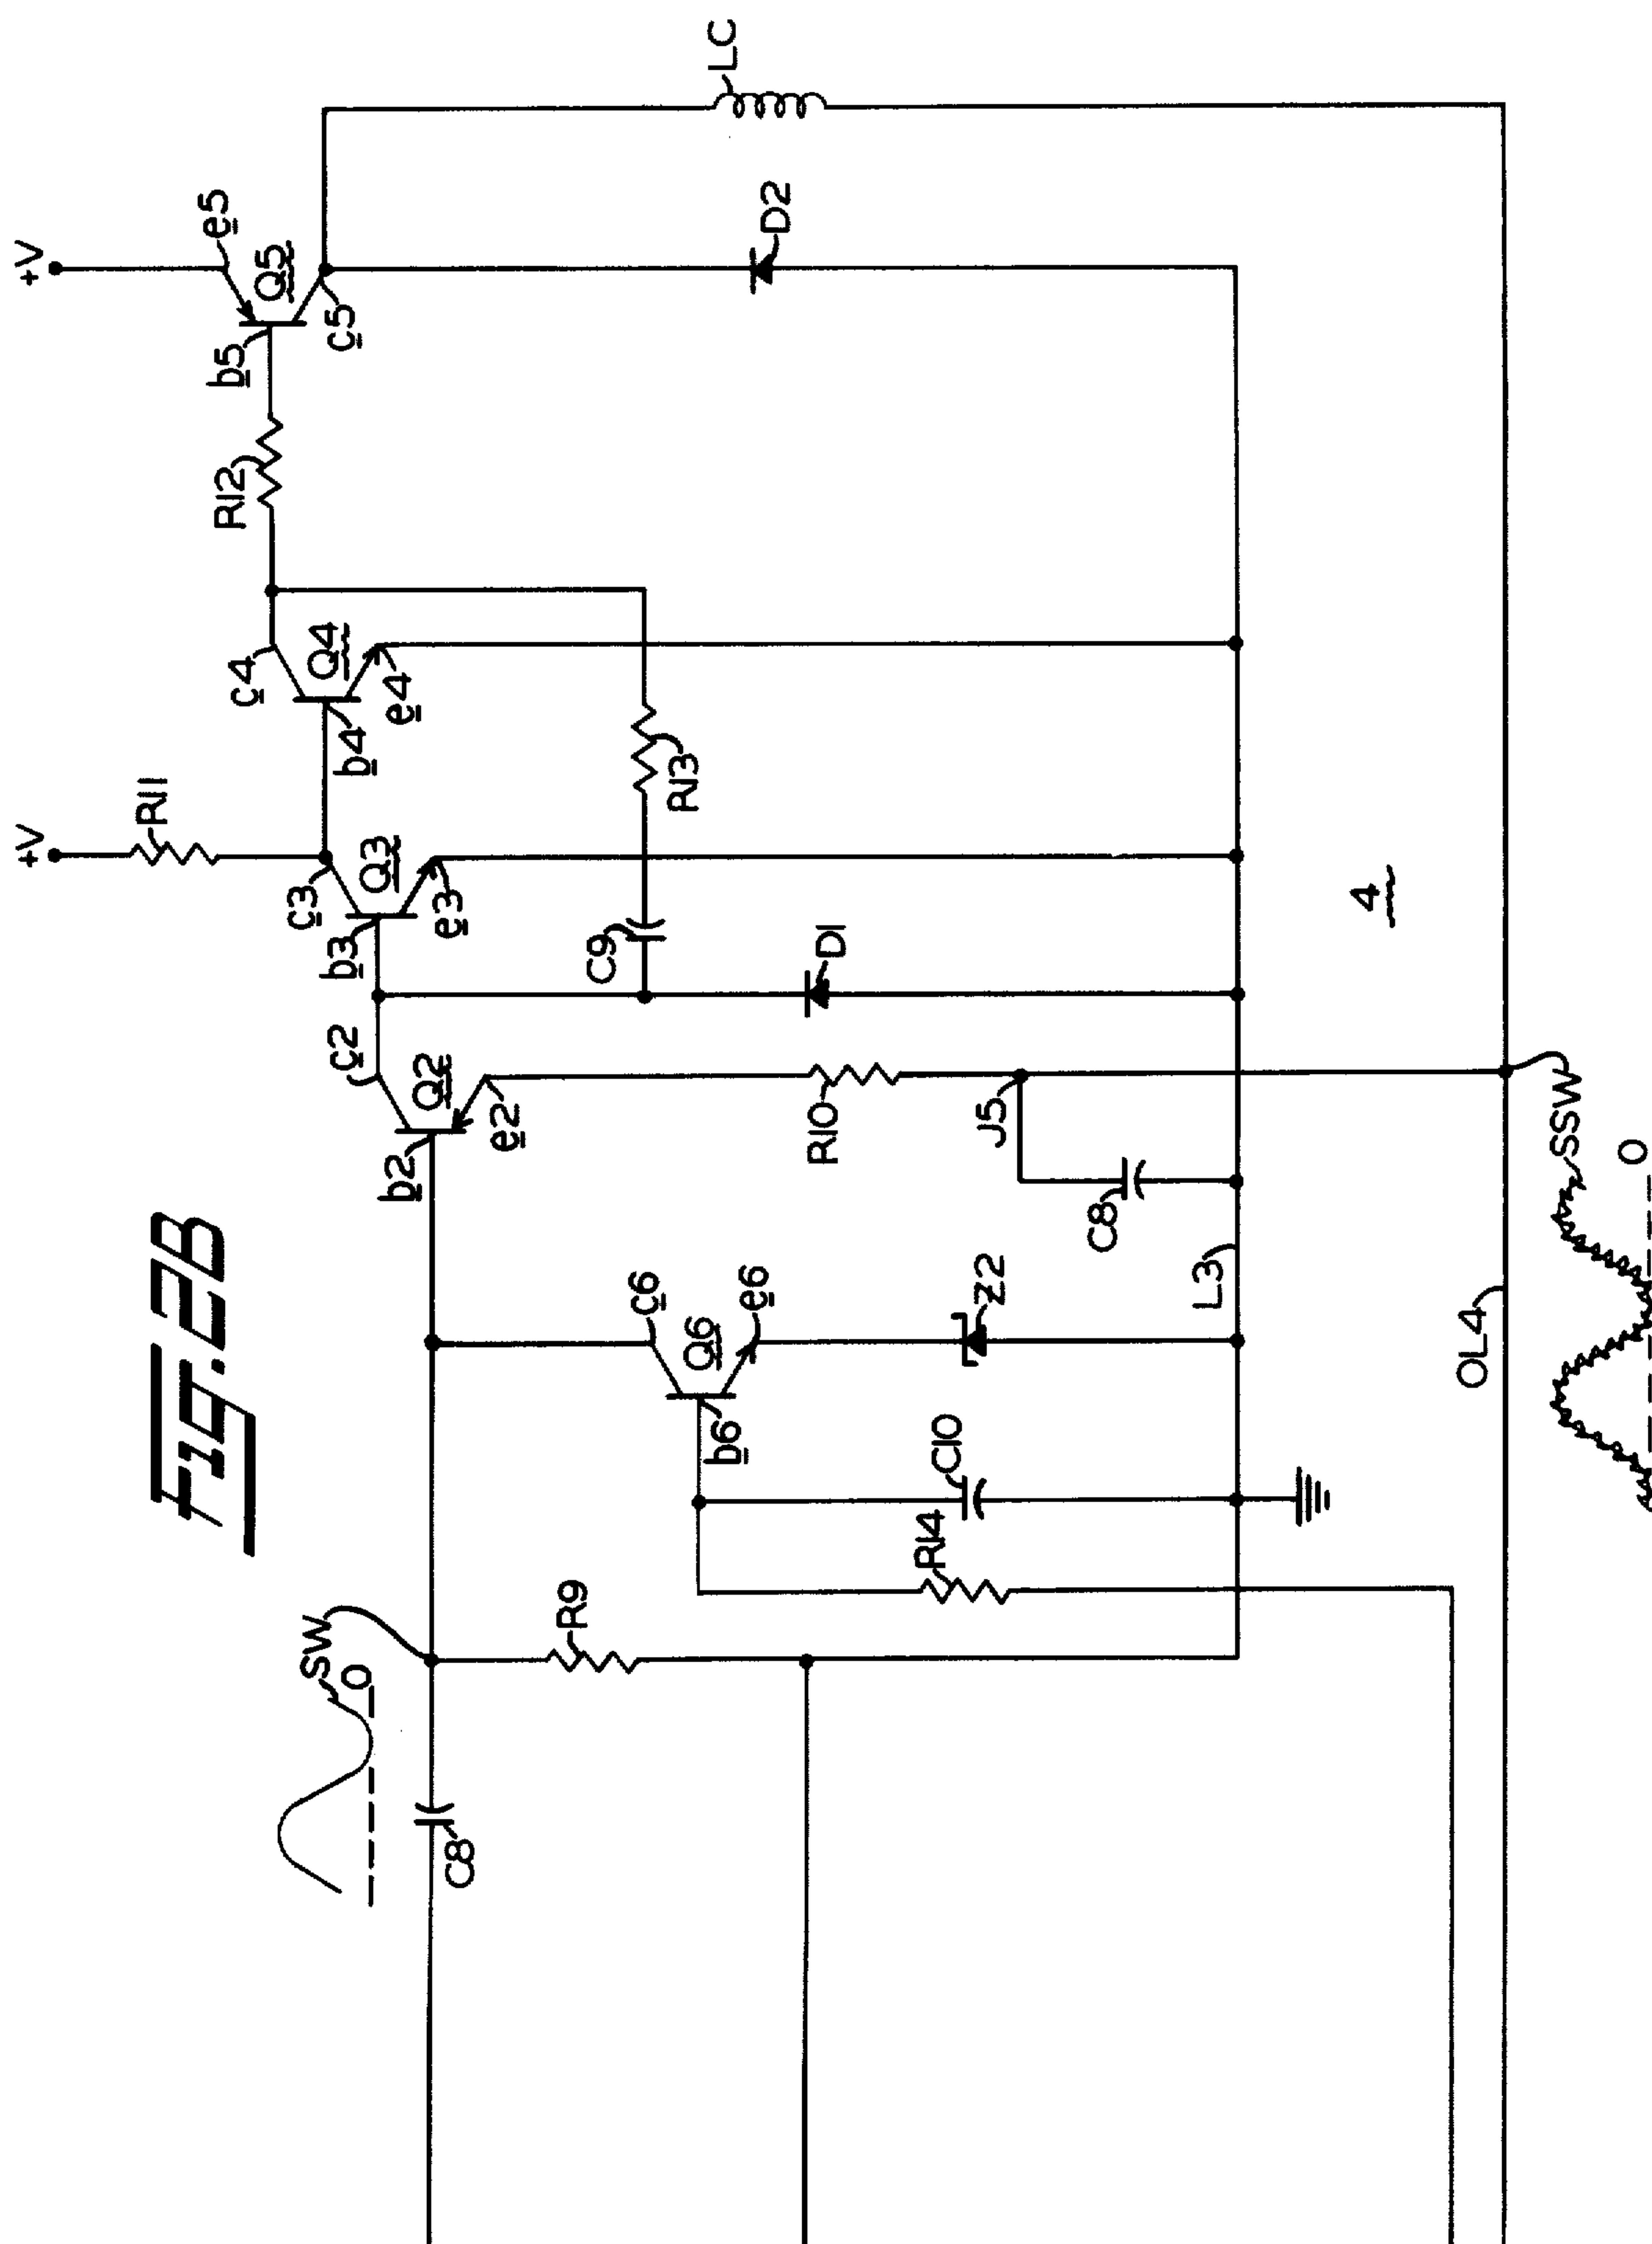 Fig. 2B
+V
+V
e5
Q5
b5
c5
LC
R12
D2
c4
Q4
b4
e4
R11
R13
c3
Q3
b3
e3
C9
D1
c2
Q2
b2
e2
R10
J5
C8
4
SSW
O
c6
Q6
e6
b6
Z2
L3
OL4
C10
R14
R9
SW
O
C8